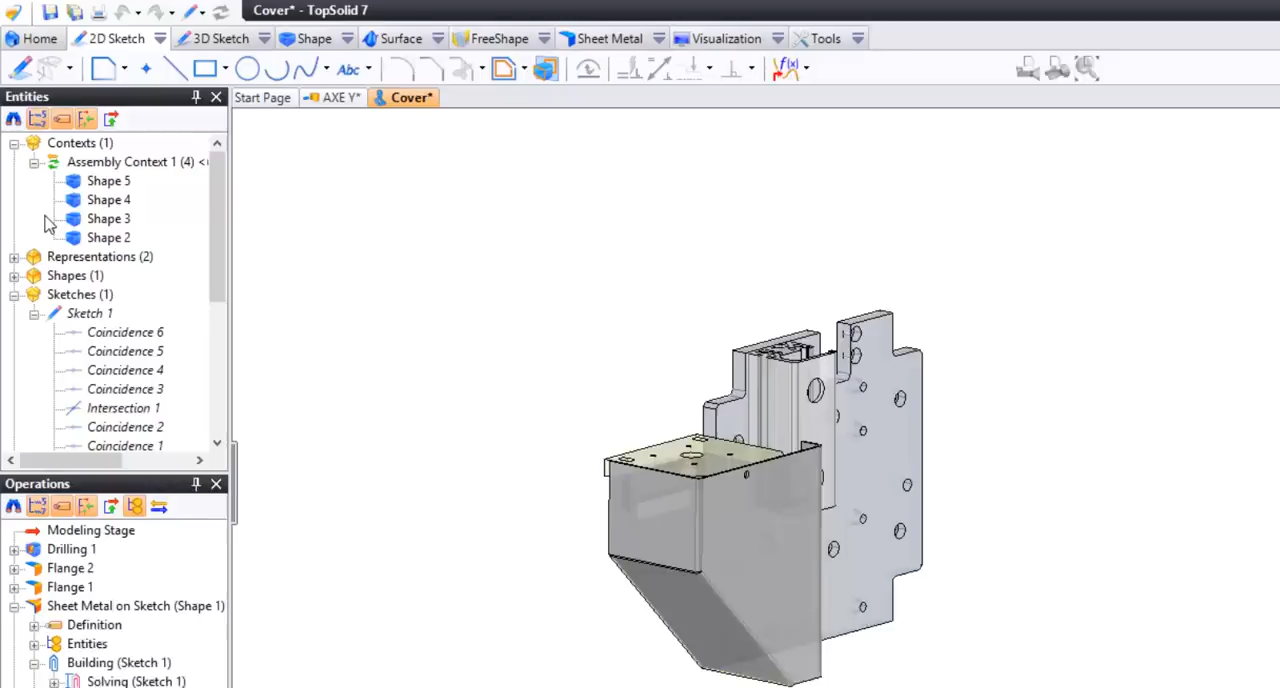 Cover* - TopSolid 7
Home 2D Sketch 3D Sketch Shape Surface FreeShape Sheet Metal Visualization Tools
Abc f(x)
Entities
Start Page AXE Y* Cover*
Contexts (1)
Assembly Context 1 (4) <
Shape 5
Shape 4
Shape 3
Shape 2
Representations (2)
Shapes (1)
Sketches (1)
Sketch 1
Coincidence 6
Coincidence 5
Coincidence 4
Coincidence 3
Intersection 1
Coincidence 2
Coincidence 1
Operations
Modeling Stage
Drilling 1
Flange 2
Flange 1
Sheet Metal on Sketch (Shape 1)
Definition
Entities
Building (Sketch 1)
Solving (Sketch 1)